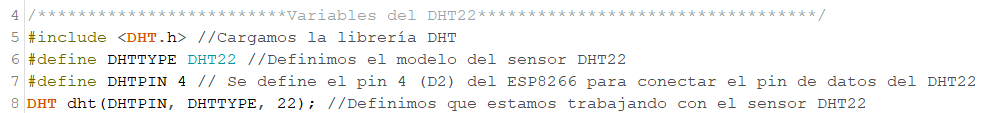 4 /*************************Variables del DHT22**********************************/
5 #include <DHT.h> //Cargamos la librería DHT
6 #define DHTTYPE DHT22 //Definimos el modelo del sensor DHT22
7 #define DHTPIN 4 // Se define el pin 4 (D2) del ESP8266 para conectar el pin de datos del DHT22
8 DHT dht(DHTPIN, DHTTYPE, 22); //Definimos que estamos trabajando con el sensor DHT22